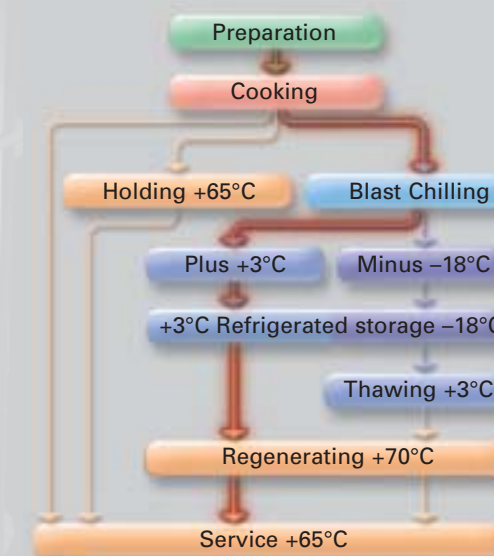 Preparation
Cooking
Holding +65°C
Blast Chilling
Plus +3°C
Minus –18°C
+3°C Refrigerated storage –18°C
Thawing +3°C
Regenerating +70°C
Service +65°C